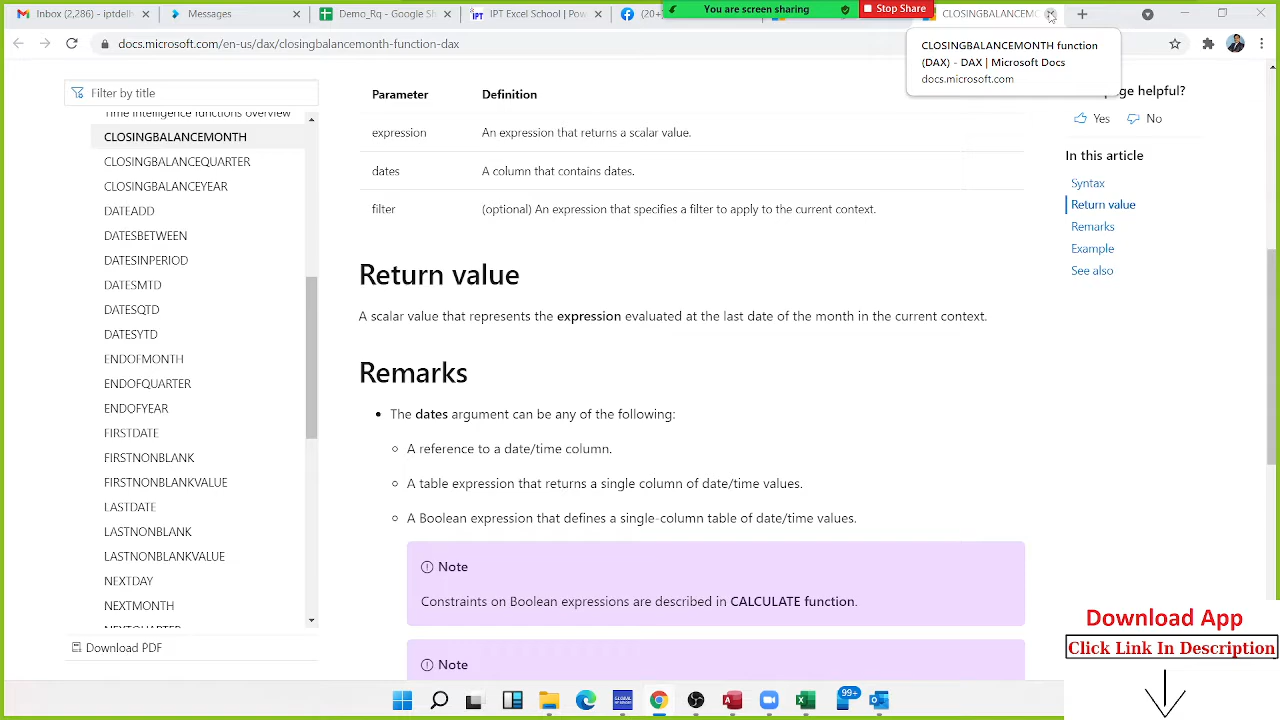 Inbox (2,286) - iptdelh
Messages
Demo_Rq - Google Sh
IPT Excel School | Pow
(20+
You are screen sharing
Stop Share
CLOSINGBALANCEM
docs.microsoft.com/en-us/dax/closingbalancemonth-function-dax
CLOSINGBALANCEMONTH function
(DAX) - DAX | Microsoft Docs
docs.microsoft.com
Filter by title
Time intelligence functions overview
CLOSINGBALANCEMONTH
CLOSINGBALANCEQUARTER
CLOSINGBALANCEYEAR
DATEADD
DATESBETWEEN
DATESINPERIOD
DATESMTD
DATESQTD
DATESYTD
ENDOFMONTH
ENDOFQUARTER
ENDOFYEAR
FIRSTDATE
FIRSTNONBLANK
FIRSTNONBLANKVALUE
LASTDATE
LASTNONBLANK
LASTNONBLANKVALUE
NEXTDAY
NEXTMONTH
NEXTQUARTER
Download PDF
Parameter Definition
expression An expression that returns a scalar value.
dates A column that contains dates.
filter (optional) An expression that specifies a filter to apply to the current context.
Return value
A scalar value that represents the expression evaluated at the last date of the month in the current context.
Remarks
The dates argument can be any of the following:
A reference to a date/time column.
A table expression that returns a single column of date/time values.
A Boolean expression that defines a single-column table of date/time values.
Note
Constraints on Boolean expressions are described in CALCULATE function.
Note
page helpful?
Yes No
In this article
Syntax
Return value
Remarks
Example
See also
Download App
Click Link In Description
99+